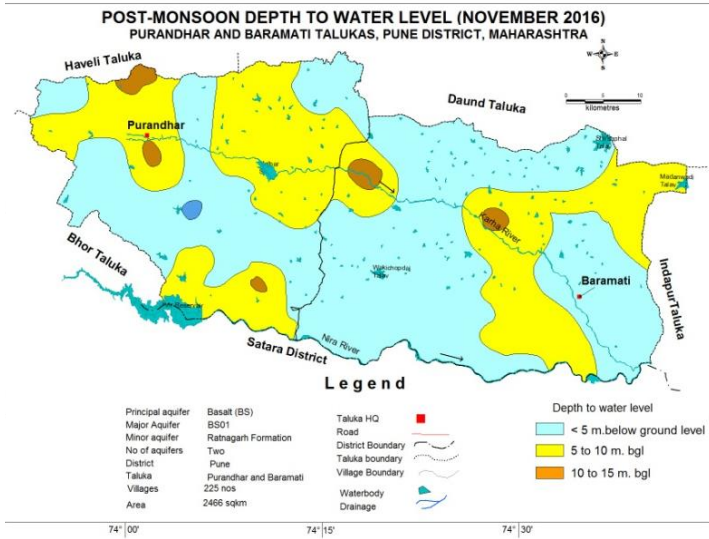 POST-MONSOON DEPTH TO WATER LEVEL (NOVEMBER 2016)
PURANDHAR AND BARAMATI TALUKAS, PUNE DISTRICT, MAHARASHTRA
Haveli Taluka
N
W
E
S
Daund Taluka
kilometres
Purandhar
Karha River
Baramati
Bhor Taluka
IndapurTaluka
Satara District
Nira River
Legend
Principal aquifer Basalt (BS)
Major Aquifer BS01
Minor aquifer Ratnagarh Formation
No of aquifers Two
District Pune
Taluka Purandhar and Baramati
Villages 225 nos
Area 2466 sqkm
Taluka HQ
Road
District Boundary
Taluka boundary
Village Boundary
Waterbody
Drainage
Depth to water level
< 5 m.below ground level
5 to 10 m. bgl
10 to 15 m. bgl
74° 00' 74° 15' 74° 30'